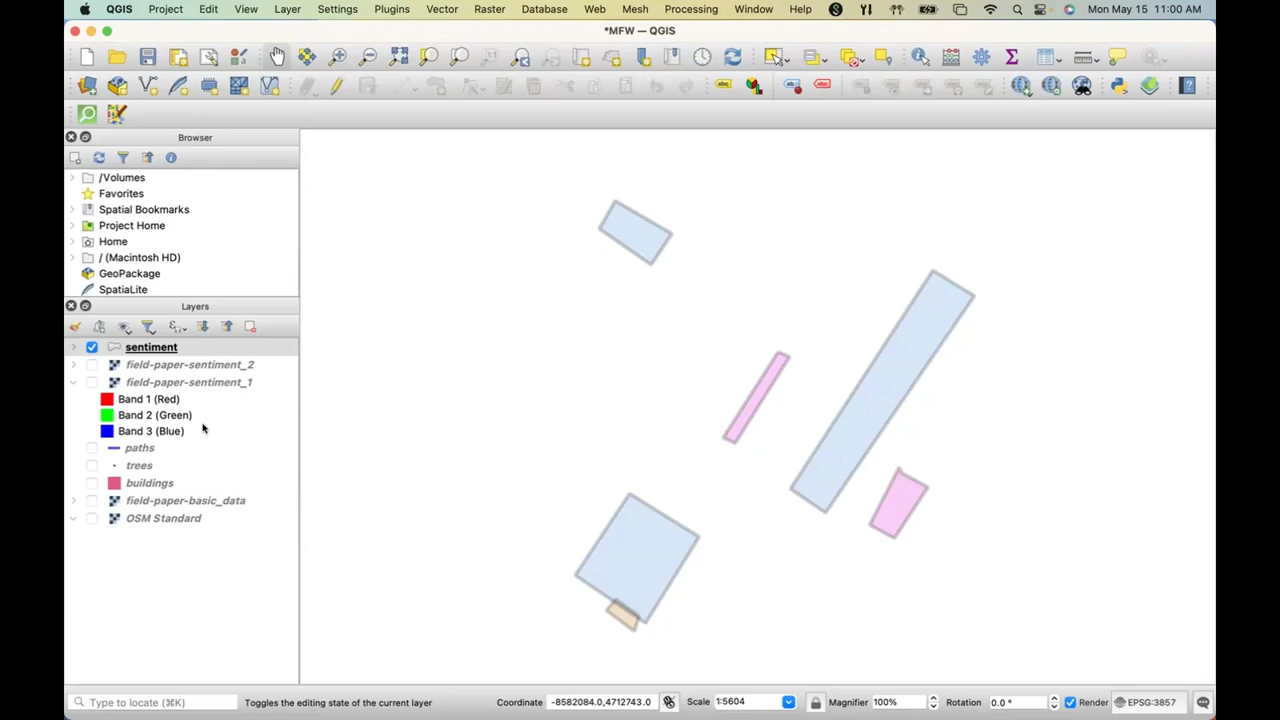 QGIS Project Edit View Layer Settings Plugins Vector Raster Database Web Mesh Processing Window Help Mon May 15 11:00 AM
*MFW — QGIS
Browser
/Volumes
Favorites
Spatial Bookmarks
Project Home
Home
/ (Macintosh HD)
GeoPackage
SpatiaLite
Layers
sentiment
field-paper-sentiment_2
field-paper-sentiment_1
Band 1 (Red)
Band 2 (Green)
Band 3 (Blue)
paths
trees
buildings
field-paper-basic_data
OSM Standard
Type to locate (⌘K) Toggles the editing state of the current layer Coordinate -8582084.0,4712743.0 Scale 1:5604 Magnifier 100% Rotation 0.0 ° Render EPSG:3857